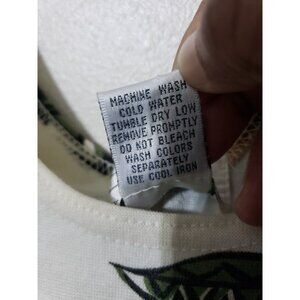 MACHINE WASH
COLD WATER
TUMBLE DRY LOW
REMOVE PROMPTLY
DO NOT BLEACH
WASH COLORS
SEPARATELY
USE COOL IRON